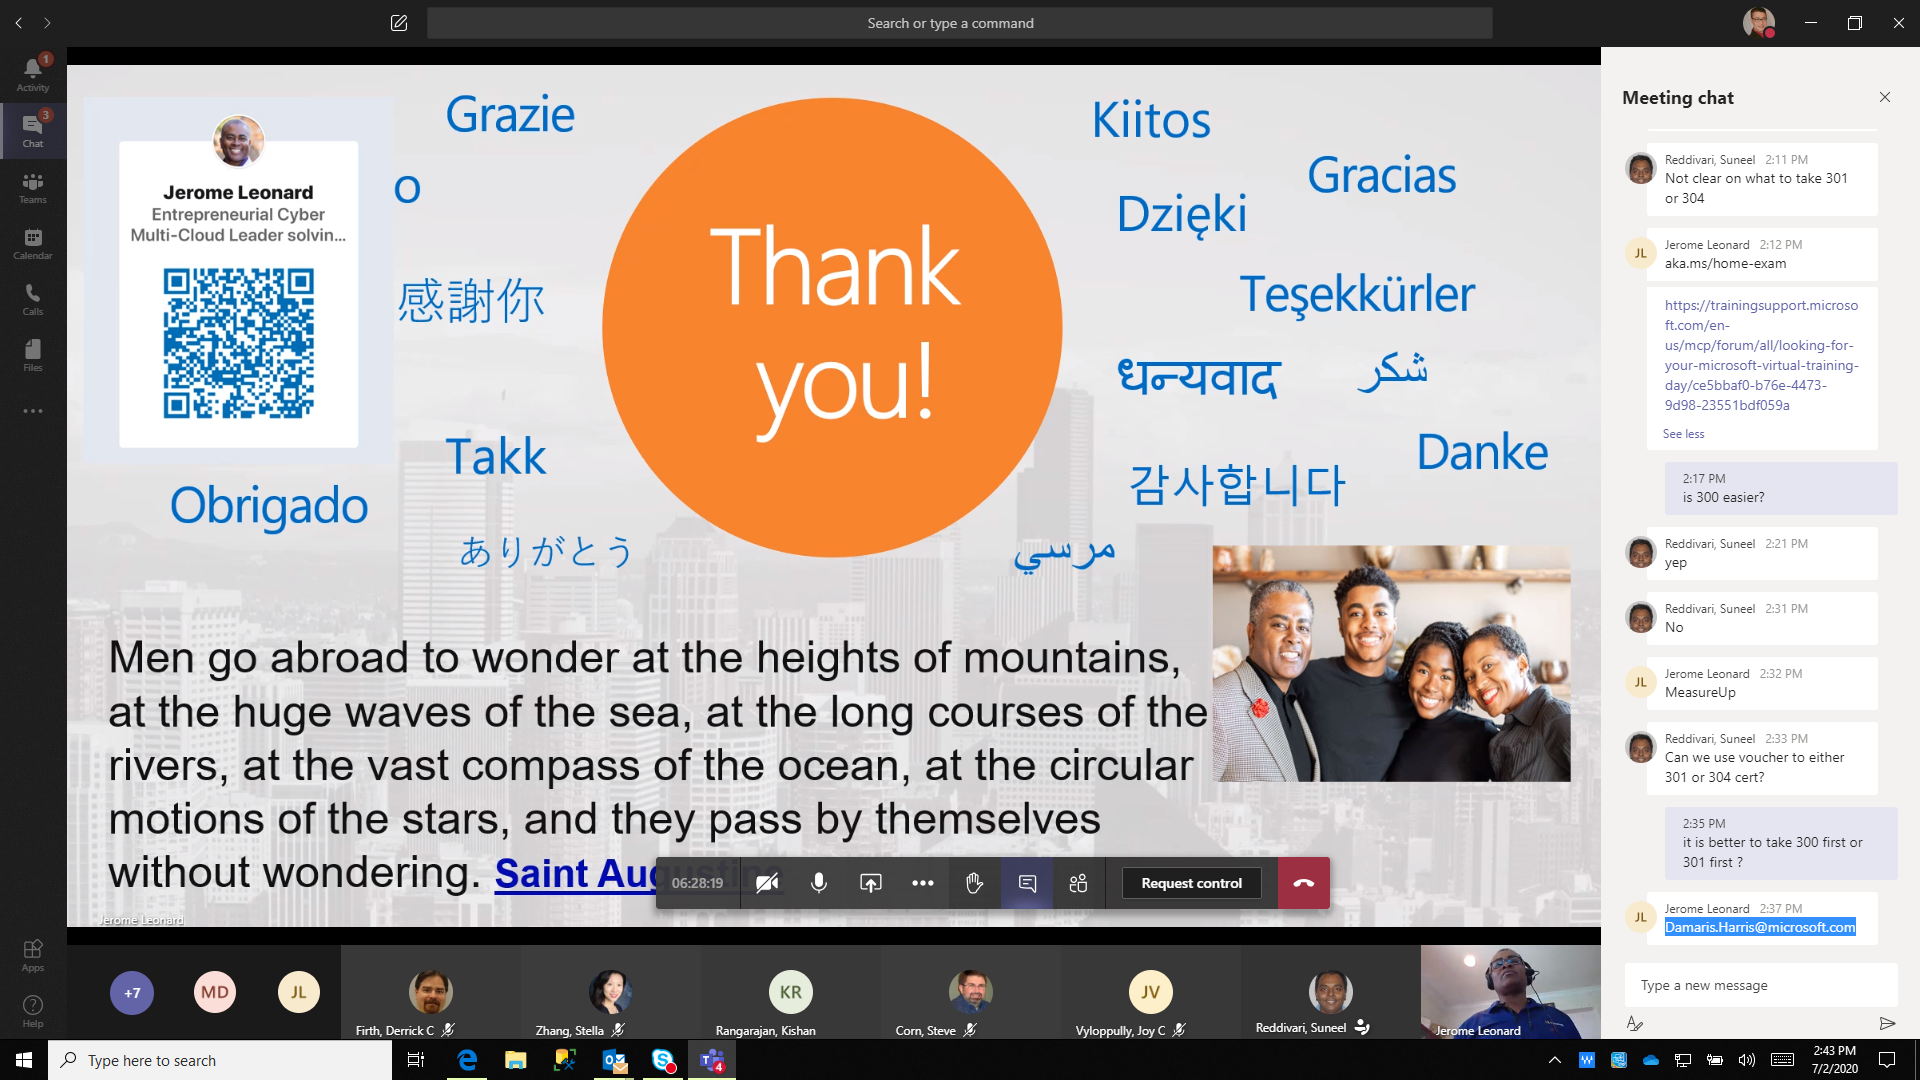 Search or type a command
1
Activity
3
Chat
Teams
Calendar
Calls
Files
Apps
Help
Jerome Leonard
Entrepreneurial Cyber
Multi-Cloud Leader solvin...
Grazie
o
感謝你
Takk
Obrigado
ありがとう
Thank
you!
Kiitos
Gracias
Dzięki
Teşekkürler
धन्यवाद
شكر
Danke
감사합니다
مرسي
Men go abroad to wonder at the heights of mountains,
at the huge waves of the sea, at the long courses of the
rivers, at the vast compass of the ocean, at the circular
motions of the stars, and they pass by themselves
without wondering. Saint Augustine
06:28:19
Request control
Jerome Leonard
+7
MD
JL
Firth, Derrick C
Zhang, Stella
KR
Rangarajan, Kishan
Corn, Steve
JV
Vyloppully, Joy C
Reddivari, Suneel
Jerome Leonard
Meeting chat
Reddivari, Suneel 2:11 PM
Not clear on what to take 301
or 304
JL
Jerome Leonard 2:12 PM
aka.ms/home-exam
https://trainingsupport.microso
ft.com/en-
us/mcp/forum/all/looking-for-
your-microsoft-virtual-training-
day/ce5bbaf0-b76e-4473-
9d98-23551bdf059a
See less
2:17 PM
is 300 easier?
Reddivari, Suneel 2:21 PM
yep
Reddivari, Suneel 2:31 PM
No
JL
Jerome Leonard 2:32 PM
MeasureUp
Reddivari, Suneel 2:33 PM
Can we use voucher to either
301 or 304 cert?
2:35 PM
it is better to take 300 first or
301 first ?
JL
Jerome Leonard 2:37 PM
Damaris.Harris@microsoft.com
Type a new message
Type here to search
4
2:43 PM
7/2/2020